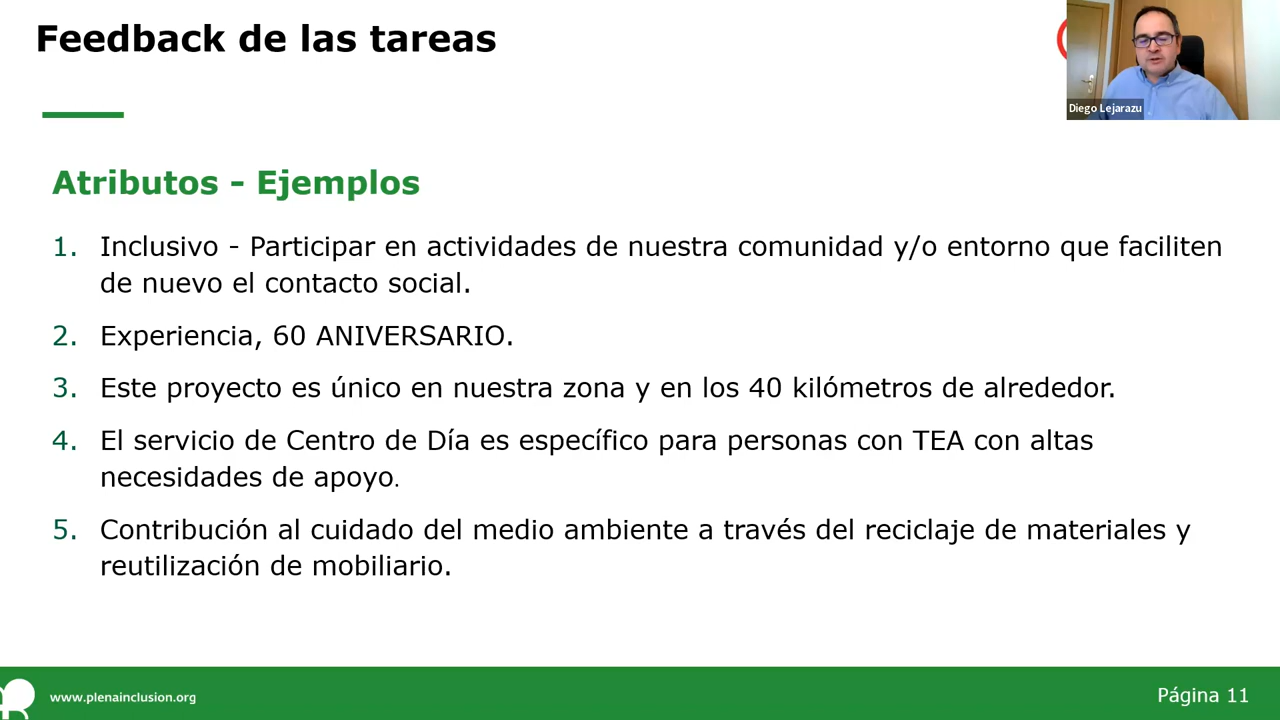 Feedback de las tareas
Diego Lejarazu
Atributos - Ejemplos
1. Inclusivo - Participar en actividades de nuestra comunidad y/o entorno que faciliten
de nuevo el contacto social.
2. Experiencia, 60 ANIVERSARIO.
3. Este proyecto es único en nuestra zona y en los 40 kilómetros de alrededor.
4. El servicio de Centro de Día es específico para personas con TEA con altas
necesidades de apoyo.
5. Contribución al cuidado del medio ambiente a través del reciclaje de materiales y
reutilización de mobiliario.
www.plenainclusion.org
Página 11